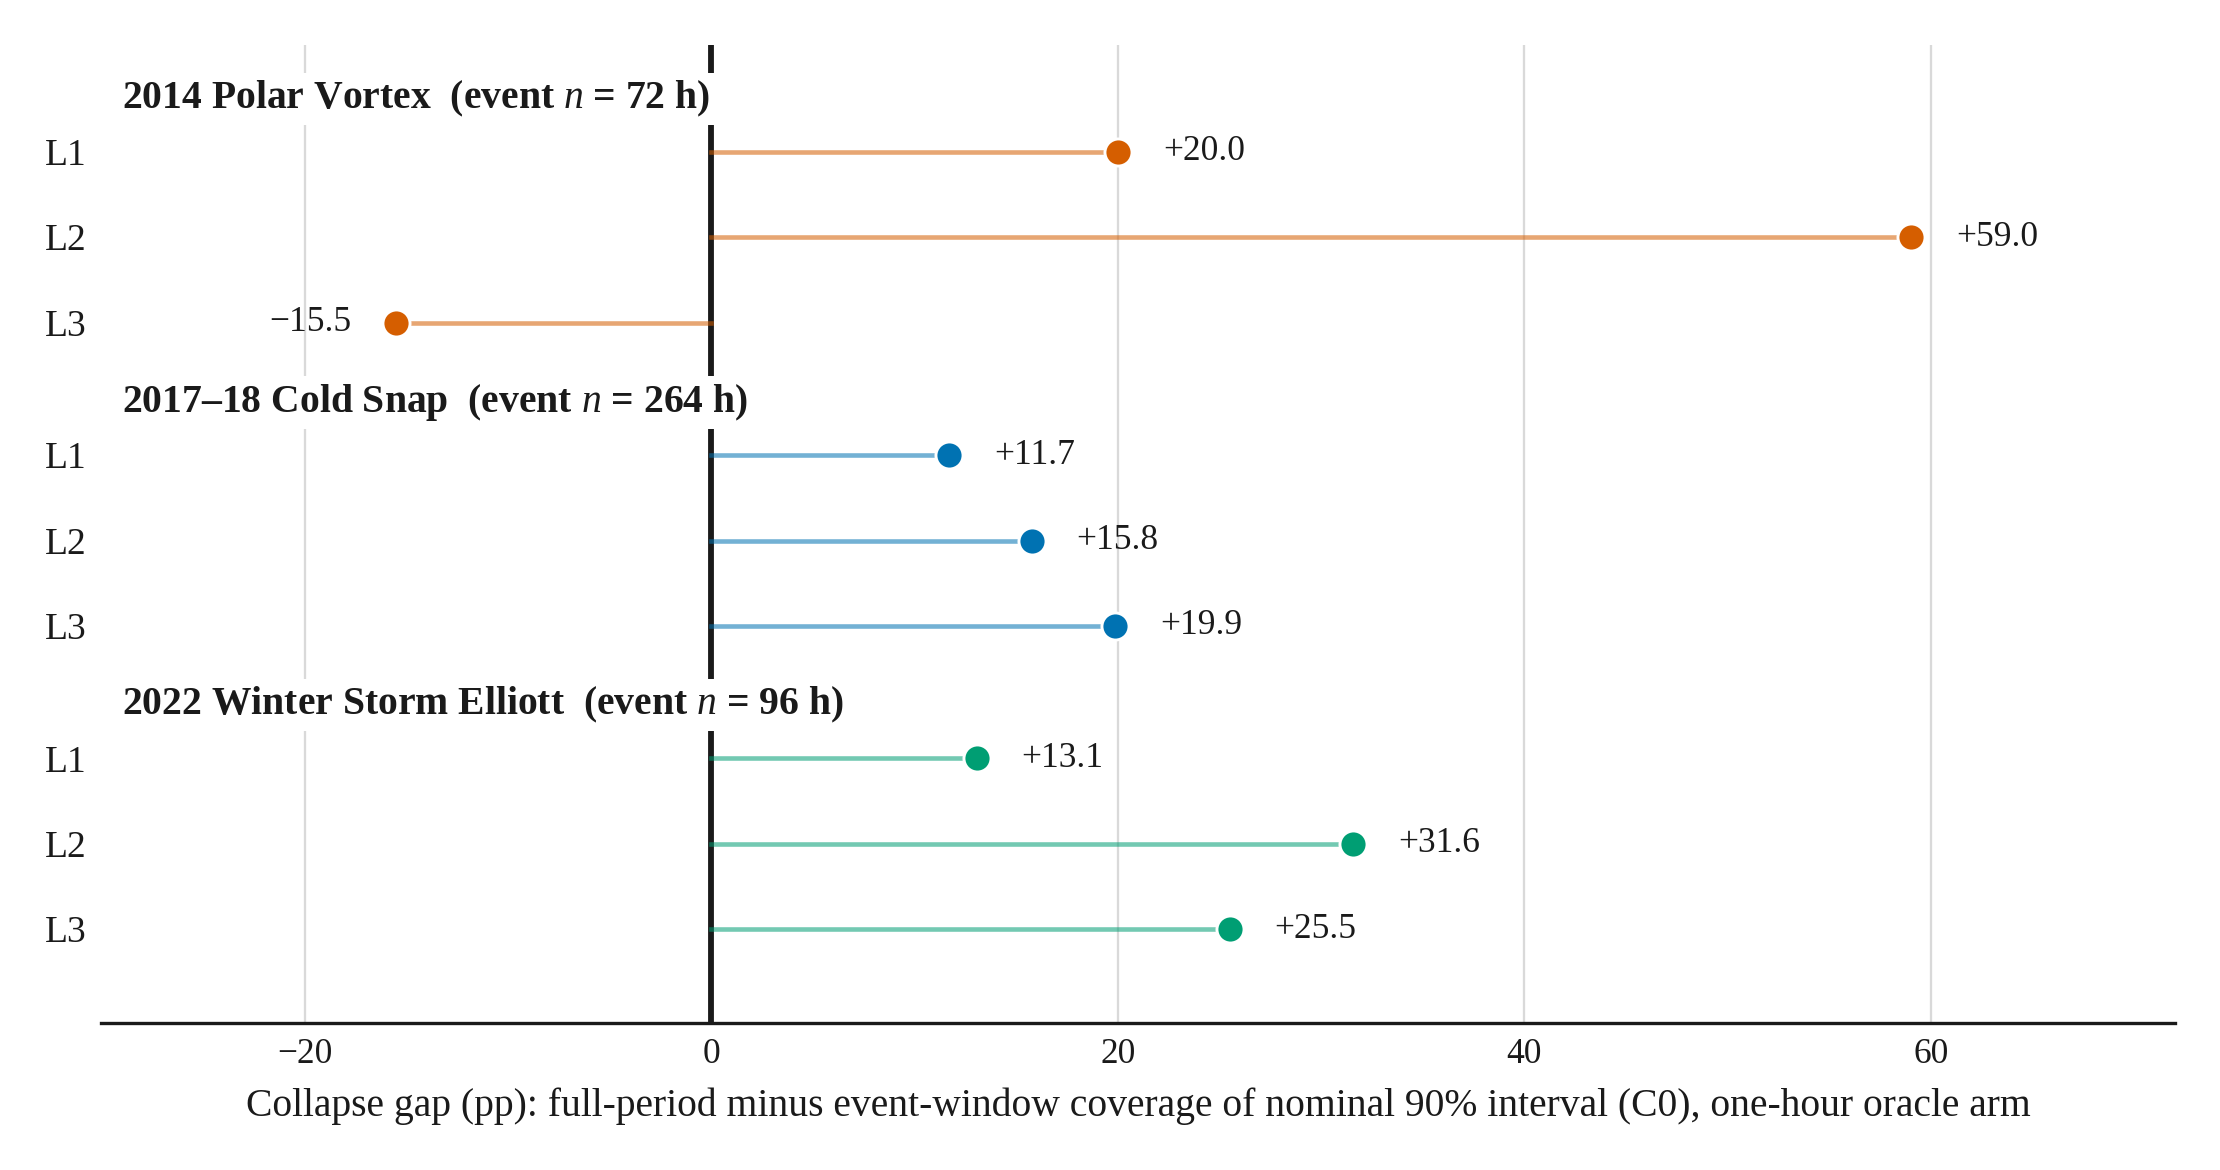 2014 Polar Vortex (event n = 72 h)
L1 +20.0
L2 +59.0
L3 −15.5
2017–18 Cold Snap (event n = 264 h)
L1 +11.7
L2 +15.8
L3 +19.9
2022 Winter Storm Elliott (event n = 96 h)
L1 +13.1
L2 +31.6
L3 +25.5
−20 0 20 40 60
Collapse gap (pp): full-period minus event-window coverage of nominal 90% interval (C0), one-hour oracle arm